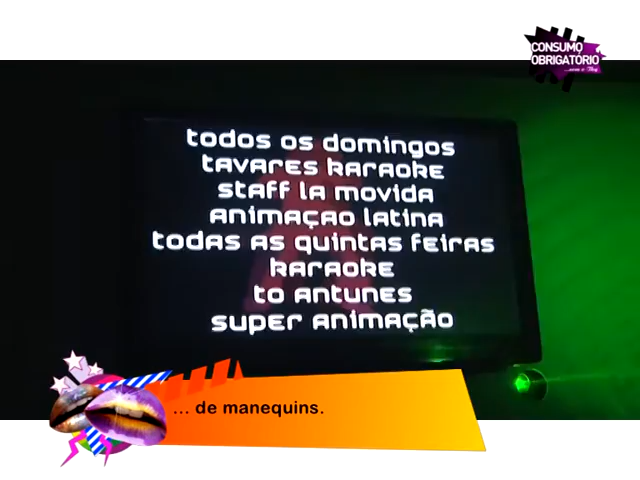 CONSUMO
OBRIGATÓRIO
todos os domingos
tavares karaoke
staff la movida
animaçao latina
todas as quintas feiras
karaoke
to antunes
super animação
... de manequins.